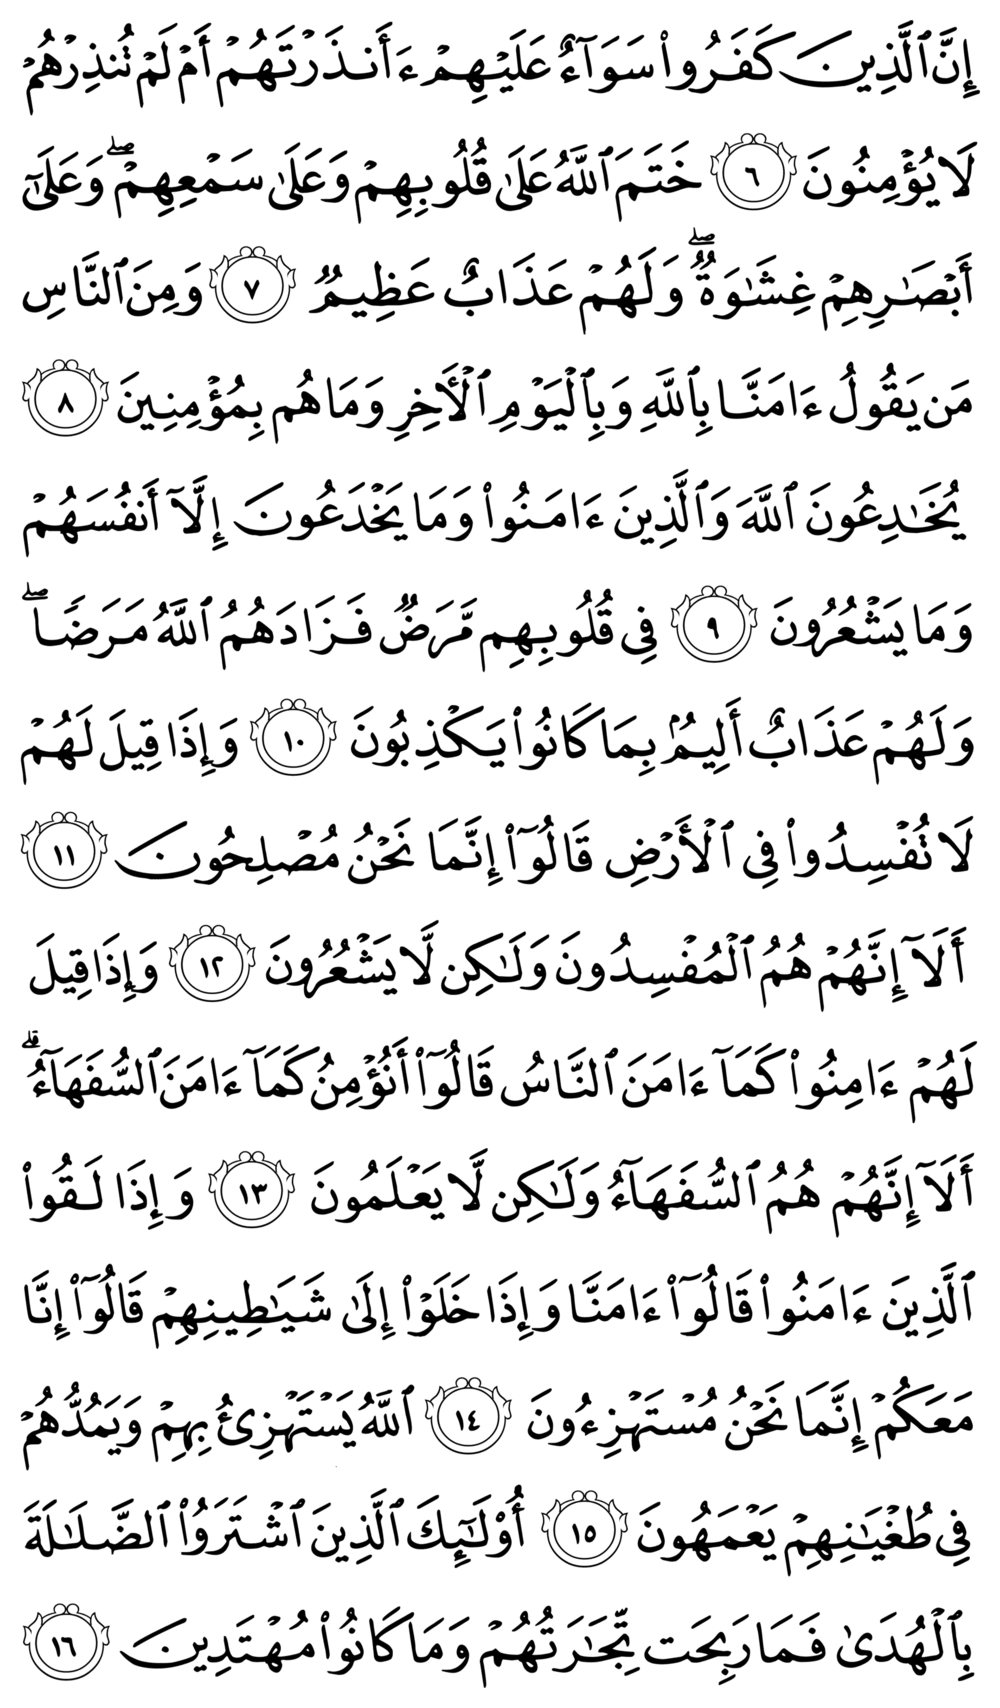 إِنَّ ٱلَّذِينَ كَفَرُوا۟ سَوَآءٌ عَلَيْهِمْ ءَأَنذَرْتَهُمْ أَمْ لَمْ تُنذِرْهُمْ
لَا يُؤْمِنُونَ ٦ خَتَمَ ٱللَّهُ عَلَىٰ قُلُوبِهِمْ وَعَلَىٰ سَمْعِهِمْ ۖ وَعَلَىٰٓ
أَبْصَـٰرِهِمْ غِشَـٰوَةٌ ۖ وَلَهُمْ عَذَابٌ عَظِيمٌ ٧ وَمِنَ ٱلنَّاسِ
مَن يَقُولُ ءَامَنَّا بِٱللَّهِ وَبِٱلْيَوْمِ ٱلْـَٔاخِرِ وَمَا هُم بِمُؤْمِنِينَ ٨
يُخَـٰدِعُونَ ٱللَّهَ وَٱلَّذِينَ ءَامَنُوا۟ وَمَا يَخْدَعُونَ إِلَّآ أَنفُسَهُمْ
وَمَا يَشْعُرُونَ ٩ فِى قُلُوبِهِم مَّرَضٌ فَزَادَهُمُ ٱللَّهُ مَرَضًا ۖ
وَلَهُمْ عَذَابٌ أَلِيمٌۢ بِمَا كَانُوا۟ يَكْذِبُونَ ١٠ وَإِذَا قِيلَ لَهُمْ
لَا تُفْسِدُوا۟ فِى ٱلْأَرْضِ قَالُوٓا۟ إِنَّمَا نَحْنُ مُصْلِحُونَ ١١
أَلَآ إِنَّهُمْ هُمُ ٱلْمُفْسِدُونَ وَلَـٰكِن لَّا يَشْعُرُونَ ١٢ وَإِذَا قِيلَ
لَهُمْ ءَامِنُوا۟ كَمَآ ءَامَنَ ٱلنَّاسُ قَالُوٓا۟ أَنُؤْمِنُ كَمَآ ءَامَنَ ٱلسُّفَهَآءُ ۗ
أَلَآ إِنَّهُمْ هُمُ ٱلسُّفَهَآءُ وَلَـٰكِن لَّا يَعْلَمُونَ ١٣ وَإِذَا لَقُوا۟
ٱلَّذِينَ ءَامَنُوا۟ قَالُوٓا۟ ءَامَنَّا وَإِذَا خَلَوْا۟ إِلَىٰ شَيَـٰطِينِهِمْ قَالُوٓا۟ إِنَّا
مَعَكُمْ إِنَّمَا نَحْنُ مُسْتَهْزِءُونَ ١٤ ٱللَّهُ يَسْتَهْزِئُ بِهِمْ وَيَمُدُّهُمْ
فِى طُغْيَـٰنِهِمْ يَعْمَهُونَ ١٥ أُو۟لَـٰٓئِكَ ٱلَّذِينَ ٱشْتَرَوُا۟ ٱلضَّلَـٰلَةَ
بِٱلْهُدَىٰ فَمَا رَبِحَت تِّجَـٰرَتُهُمْ وَمَا كَانُوا۟ مُهْتَدِينَ ١٦